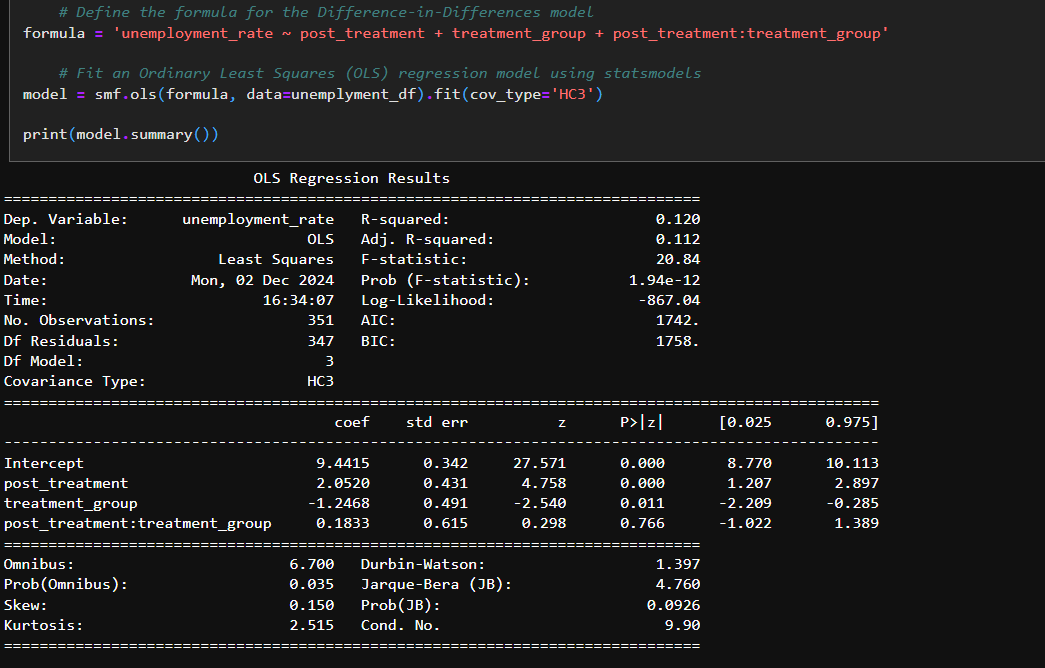 # Define the formula for the Difference-in-Differences model
formula = 'unemployment_rate ~ post_treatment + treatment_group + post_treatment:treatment_group'
# Fit an Ordinary Least Squares (OLS) regression model using statsmodels
model = smf.ols(formula, data=unemplyment_df).fit(cov_type='HC3')
print(model.summary())
OLS Regression Results
==============================================================================
Dep. Variable: unemployment_rate R-squared: 0.120
Model: OLS Adj. R-squared: 0.112
Method: Least Squares F-statistic: 20.84
Date: Mon, 02 Dec 2024 Prob (F-statistic): 1.94e-12
Time: 16:34:07 Log-Likelihood: -867.04
No. Observations: 351 AIC: 1742.
Df Residuals: 347 BIC: 1758.
Df Model: 3
Covariance Type: HC3
==================================================================================================
coef std err z P>|z| [0.025 0.975]
--------------------------------------------------------------------------------------------------
Intercept 9.4415 0.342 27.571 0.000 8.770 10.113
post_treatment 2.0520 0.431 4.758 0.000 1.207 2.897
treatment_group -1.2468 0.491 -2.540 0.011 -2.209 -0.285
post_treatment:treatment_group 0.1833 0.615 0.298 0.766 -1.022 1.389
==============================================================================
Omnibus: 6.700 Durbin-Watson: 1.397
Prob(Omnibus): 0.035 Jarque-Bera (JB): 4.760
Skew: 0.150 Prob(JB): 0.0926
Kurtosis: 2.515 Cond. No. 9.90
==============================================================================